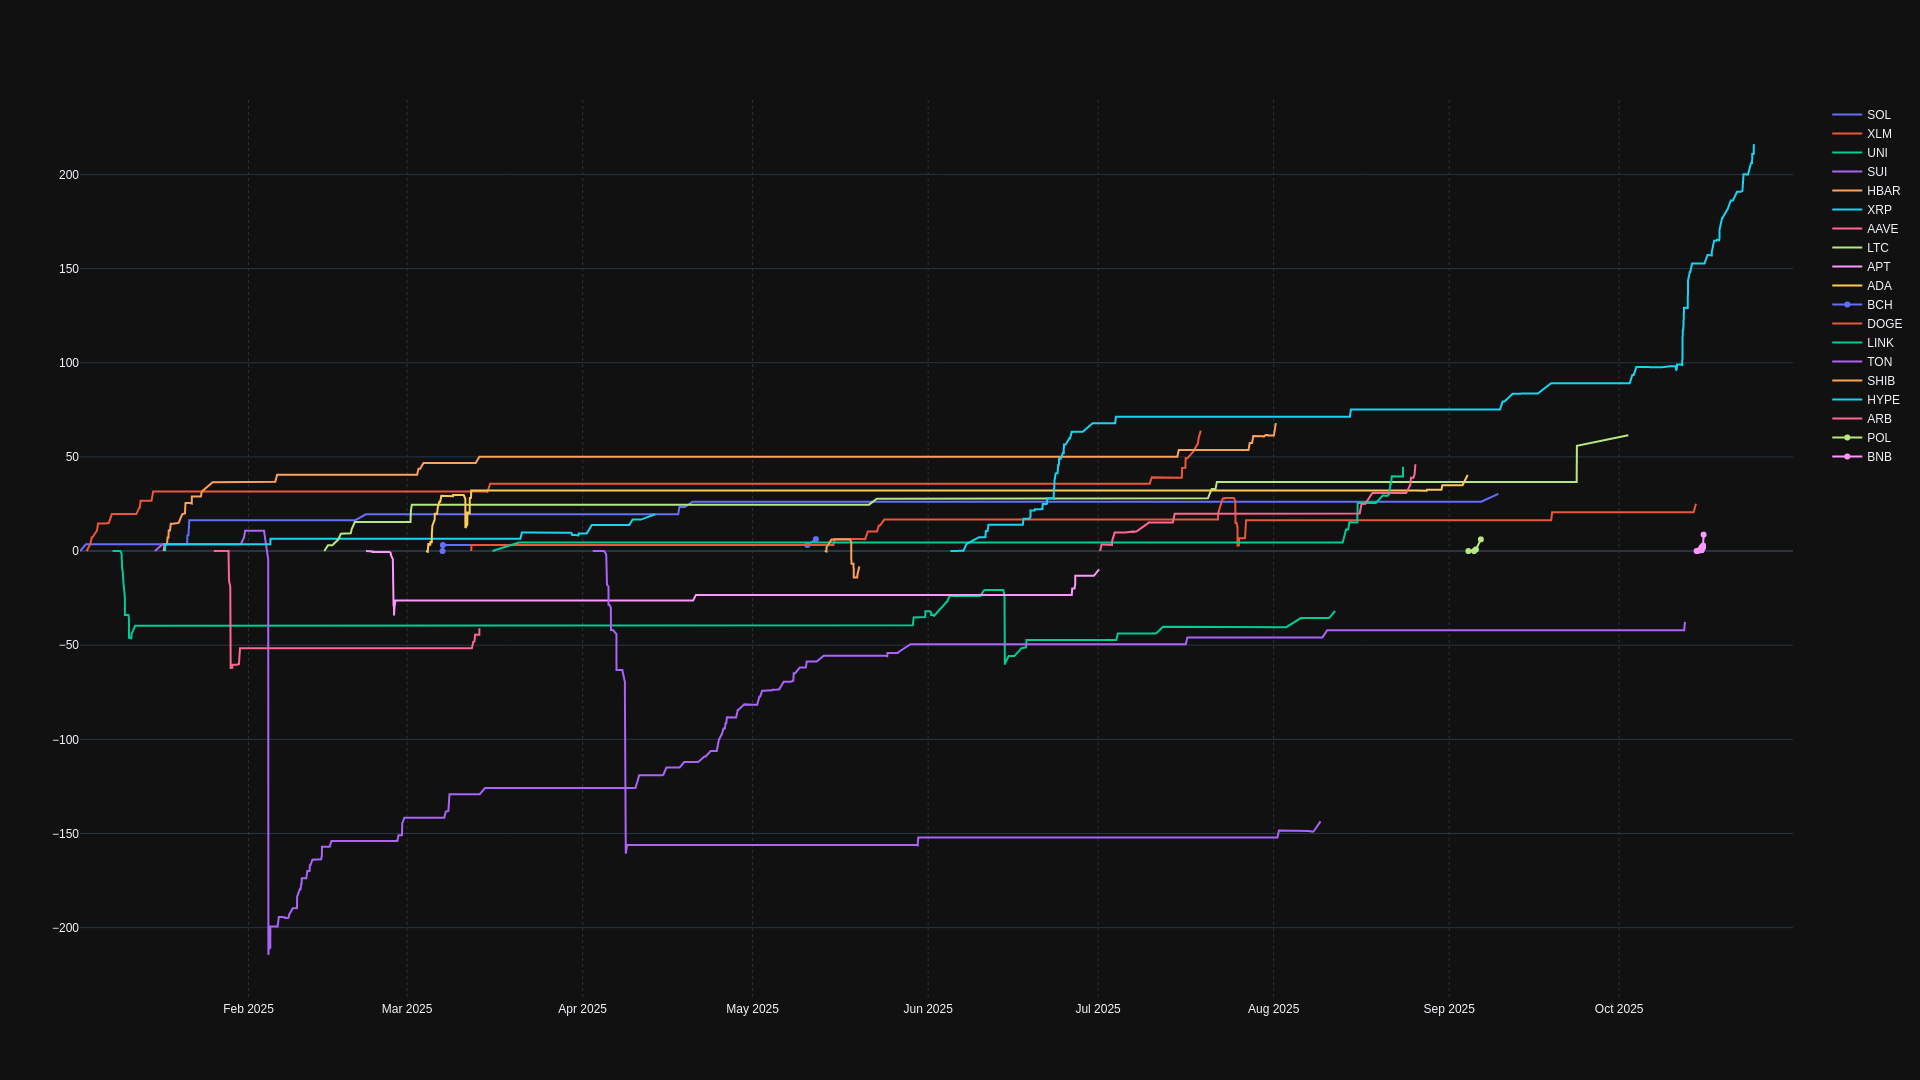 200
150
100
50
0
−50
−100
−150
−200
Feb 2025
Mar 2025
Apr 2025
May 2025
Jun 2025
Jul 2025
Aug 2025
Sep 2025
Oct 2025
SOL
XLM
UNI
SUI
HBAR
XRP
AAVE
LTC
APT
ADA
BCH
DOGE
LINK
TON
SHIB
HYPE
ARB
POL
BNB